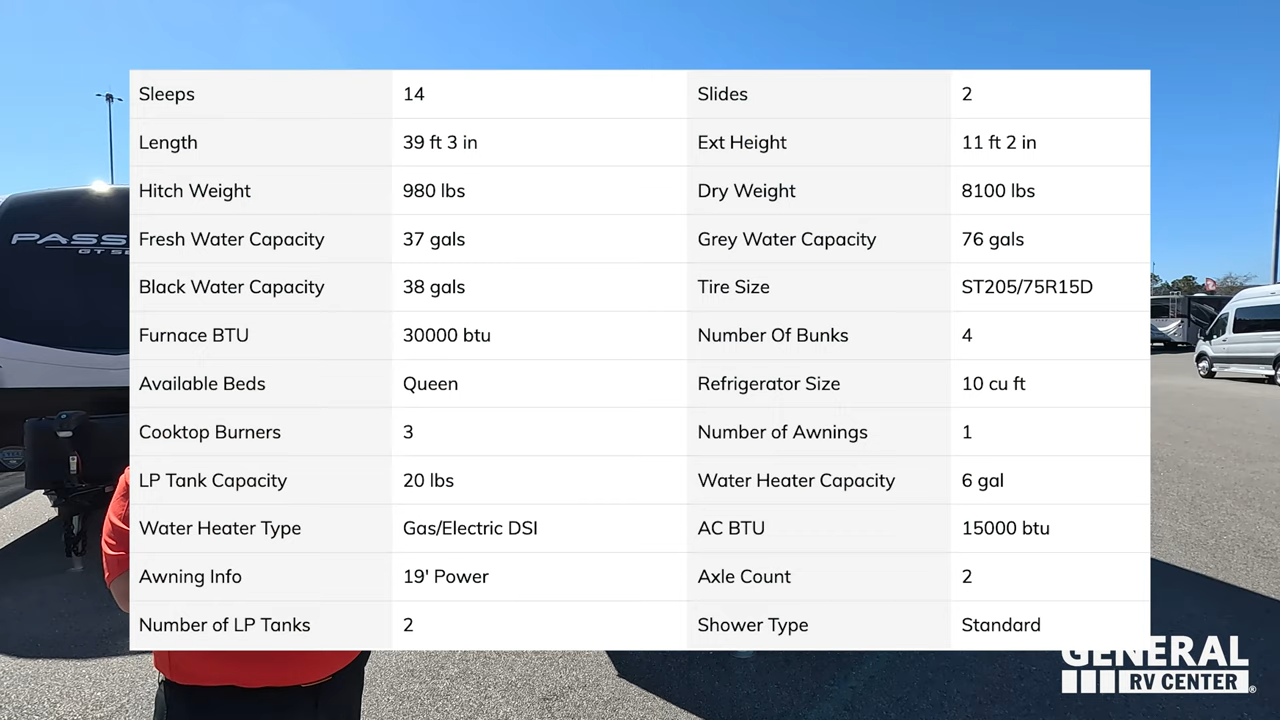 Sleeps 14 Slides 2
Length 39 ft 3 in Ext Height 11 ft 2 in
Hitch Weight 980 lbs Dry Weight 8100 lbs
PASS
Fresh Water Capacity 37 gals Grey Water Capacity 76 gals
GT
Black Water Capacity 38 gals Tire Size ST205/75R15D
Furnace BTU 30000 btu Number Of Bunks 4
Available Beds Queen Refrigerator Size 10 cu ft
Cooktop Burners 3 Number of Awnings 1
LP Tank Capacity 20 lbs Water Heater Capacity 6 gal
Water Heater Type Gas/Electric DSI AC BTU 15000 btu
Awning Info 19' Power Axle Count 2
Number of LP Tanks 2 Shower Type Standard
GENERAL
RV CENTER®